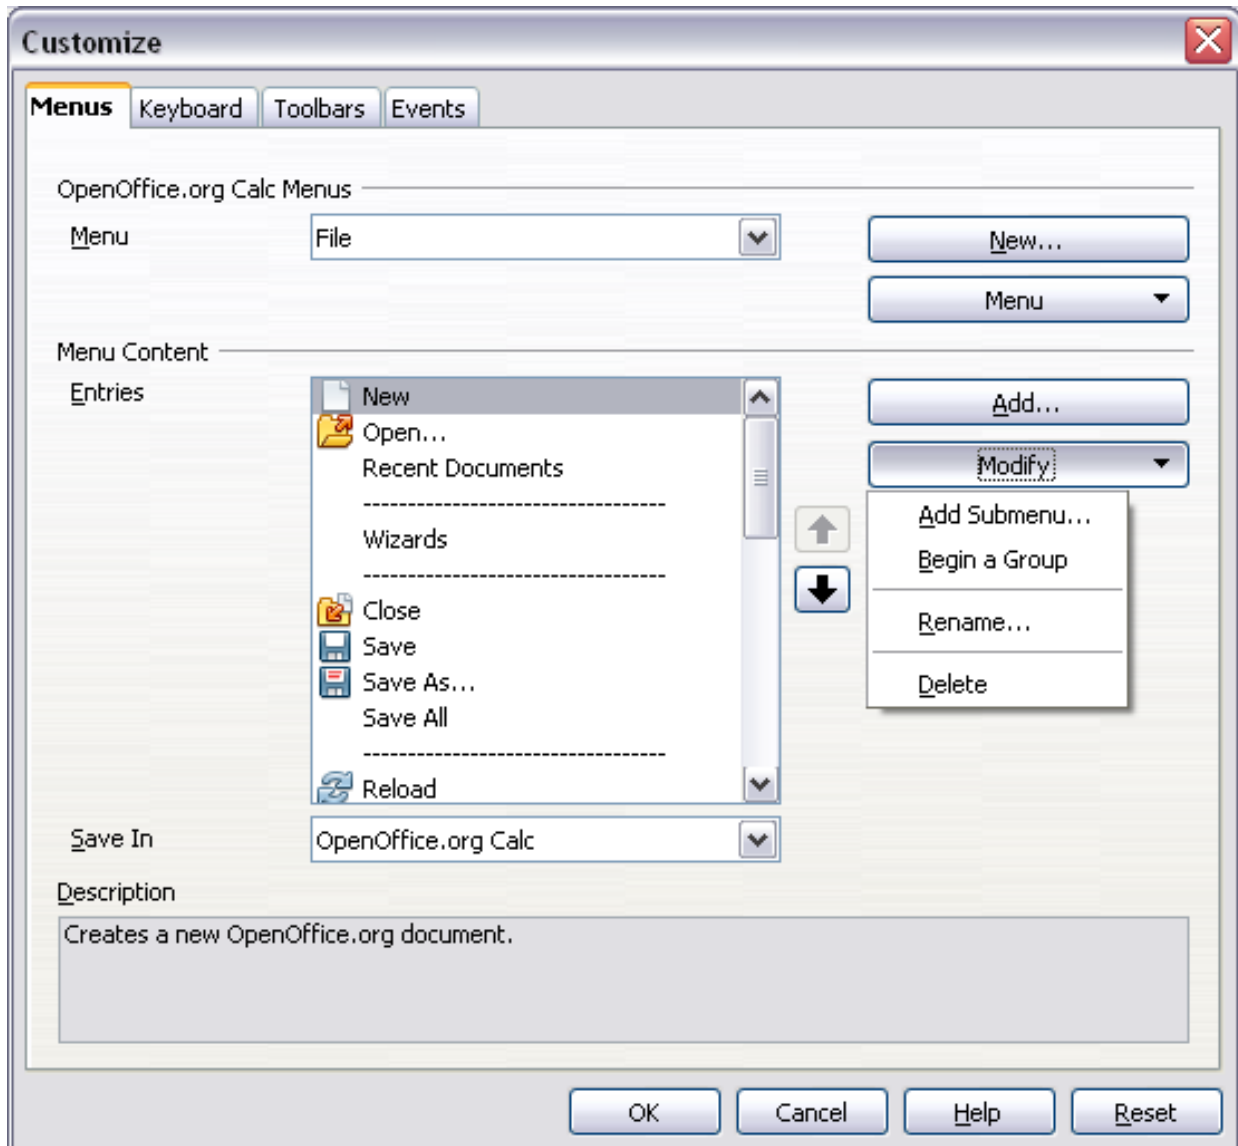 Customize
Menus Keyboard Toolbars Events
OpenOffice.org Calc Menus
Menu File New...
Menu
Menu Content
Entries New Add...
Open...
Recent Documents Modify
----------------------------------
Add Submenu...
Wizards
Begin a Group
----------------------------------
Close
Rename...
Save
Save As...
Delete
Save All
----------------------------------
Reload
Save In OpenOffice.org Calc
Description
Creates a new OpenOffice.org document.
OK Cancel Help Reset